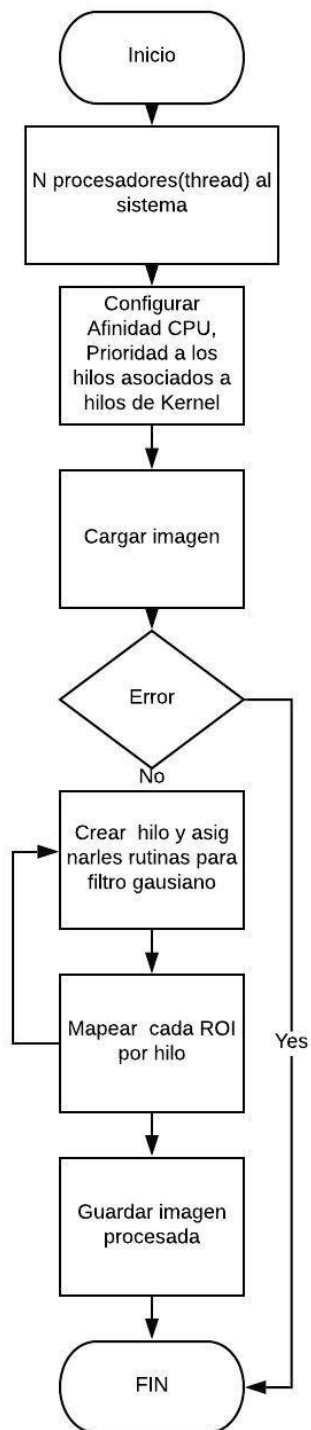 Inicio
N procesadores(thread) al
sistema
Configurar
Afinidad CPU,
Prioridad a los
hilos asociados a
hilos de Kernel
Cargar imagen
Error
No
Crear hilo y asig
narles rutinas para
filtro gausiano
Mapear cada ROI
por hilo
Yes
Guardar imagen
procesada
FIN